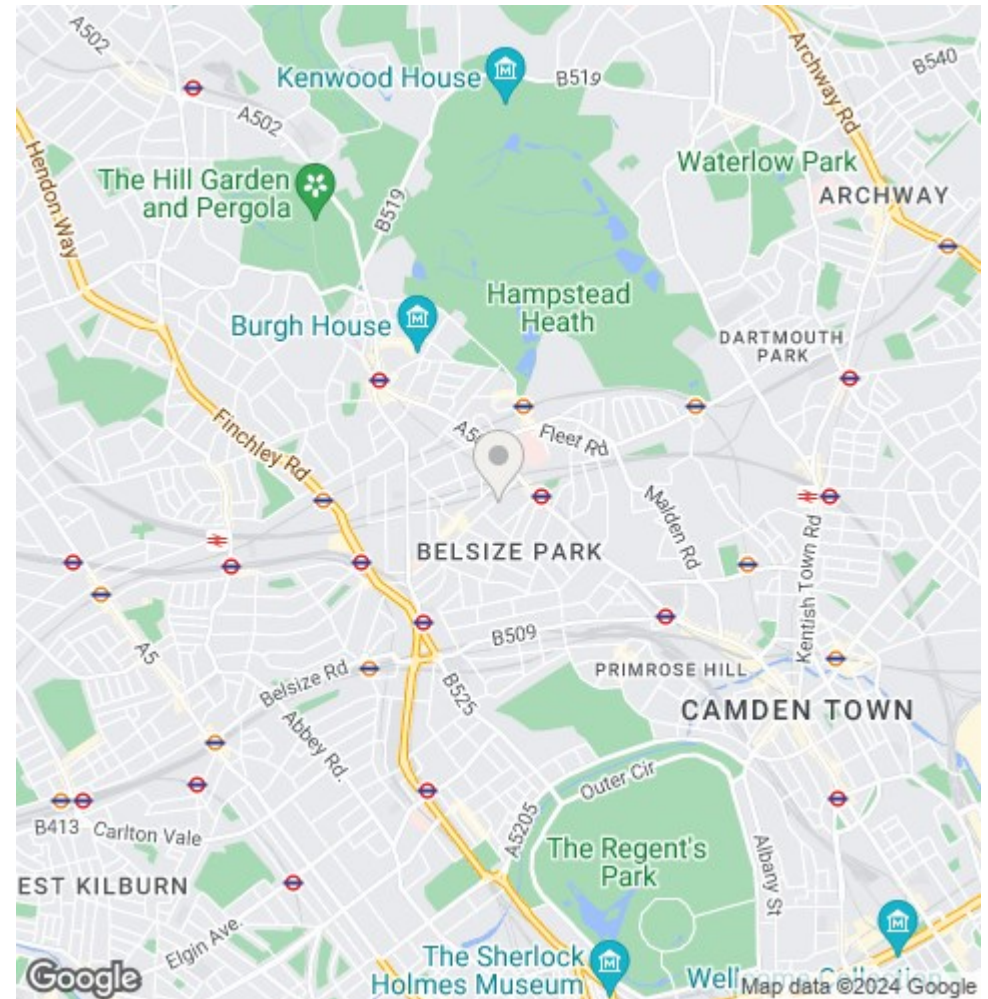 A502
Kenwood House
B519
B540
Archway Rd
A502
Hendon Way
The Hill Garden
and Pergola
B519
Waterlow Park
ARCHWAY
Burgh House
Hampstead
Heath
DARTMOUTH
PARK
Finchley Rd
Fleet Rd
Malden Rd
BELSIZE PARK
Kentish Town Rd
A5
B509
Belsize Rd
B525
PRIMROSE HILL
CAMDEN TOWN
Abbey Rd.
Outer Cir
B413
Carlton Vale
A5205
The Regent's
Park
Albany St
EST KILBURN
Elgin Ave.
The Sherlock
Holmes Museum
Google
Map data ©2024 Google